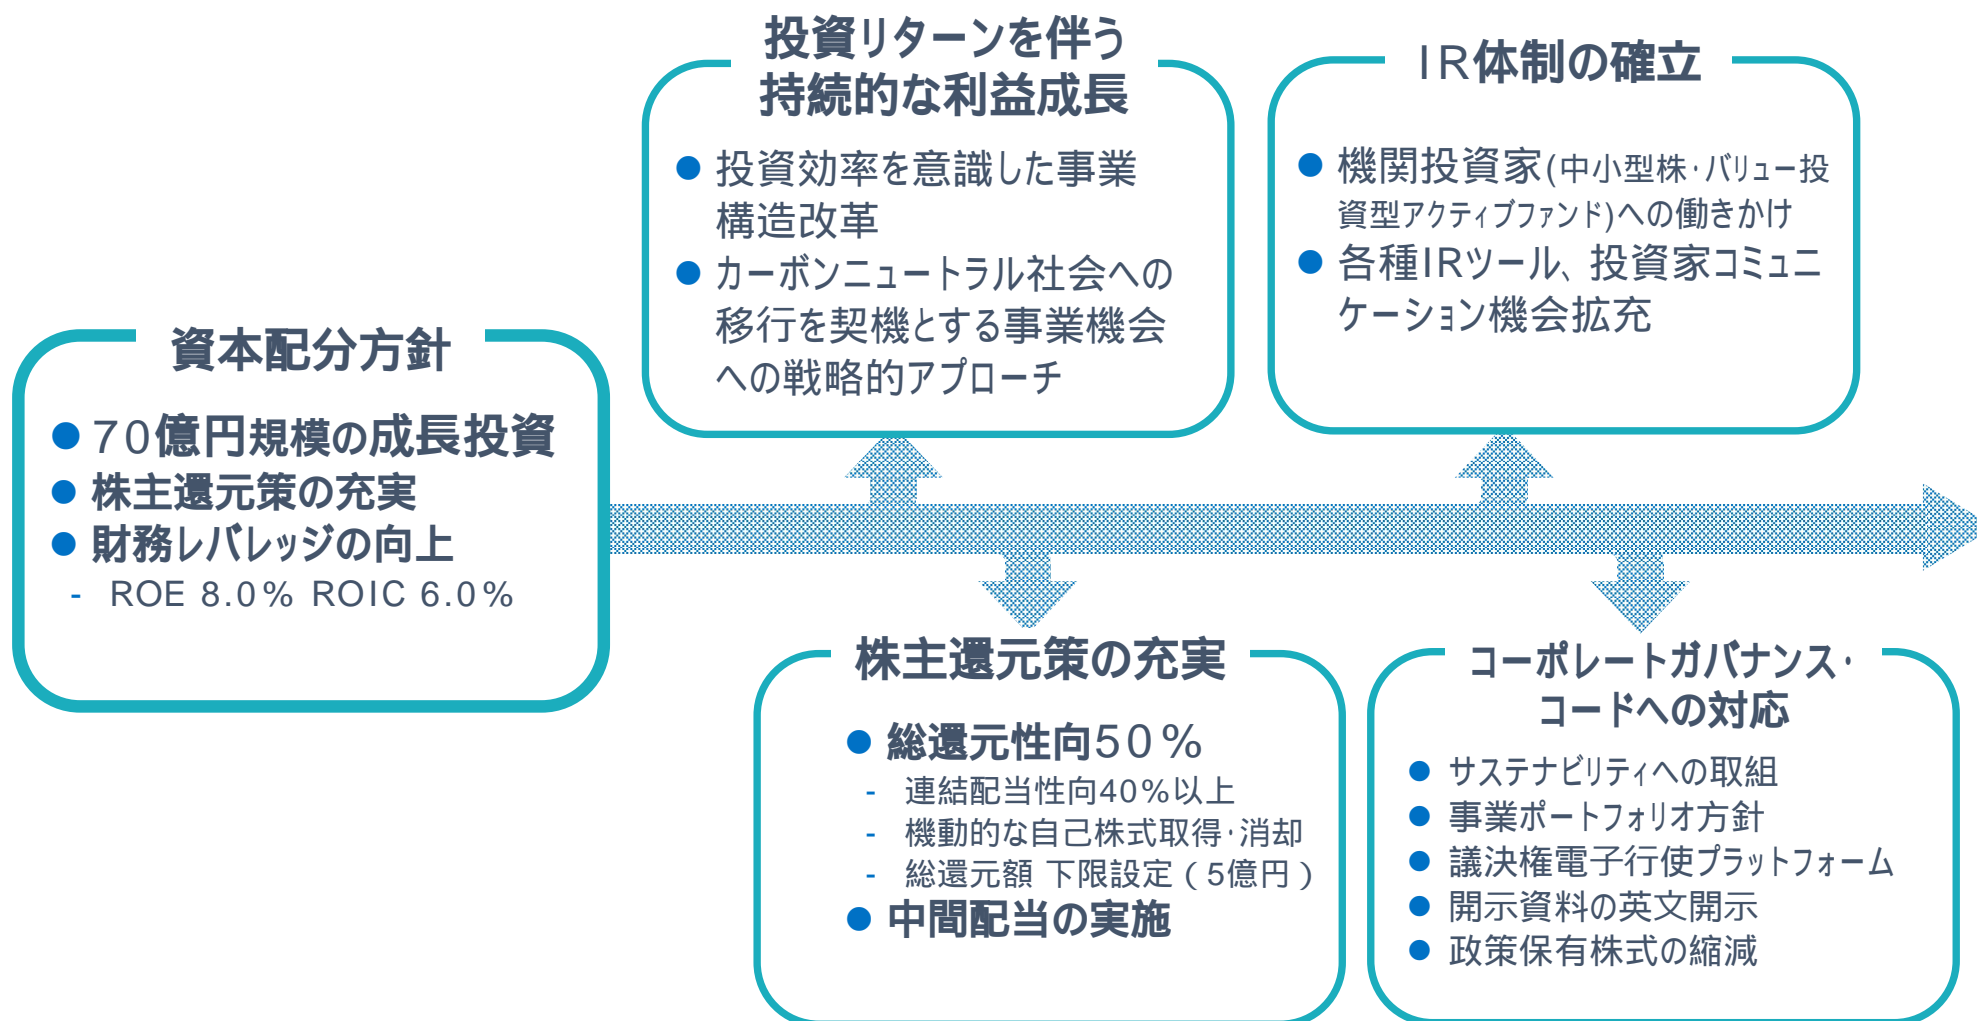 資本配分方針
● 70億円規模の成長投資
● 株主還元策の充実
● 財務レバレッジの向上
- ROE 8.0% ROIC 6.0%
投資リターンを伴う
持続的な利益成長
● 投資効率を意識した事業
構造改革
● カーボンニュートラル社会への
移行を契機とする事業機会
への戦略的アプローチ
IR体制の確立
● 機関投資家(中小型株・バリュー投
資型アクティブファンド)への働きかけ
● 各種IRツール、投資家コミュニ
ケーション機会拡充
株主還元策の充実
● 総還元性向50%
- 連結配当性向40%以上
- 機動的な自己株式取得・消却
- 総還元額 下限設定(5億円)
● 中間配当の実施
コーポレートガバナンス・
コードへの対応
● サステナビリティへの取組
● 事業ポートフォリオ方針
● 議決権電子行使プラットフォーム
● 開示資料の英文開示
● 政策保有株式の縮減